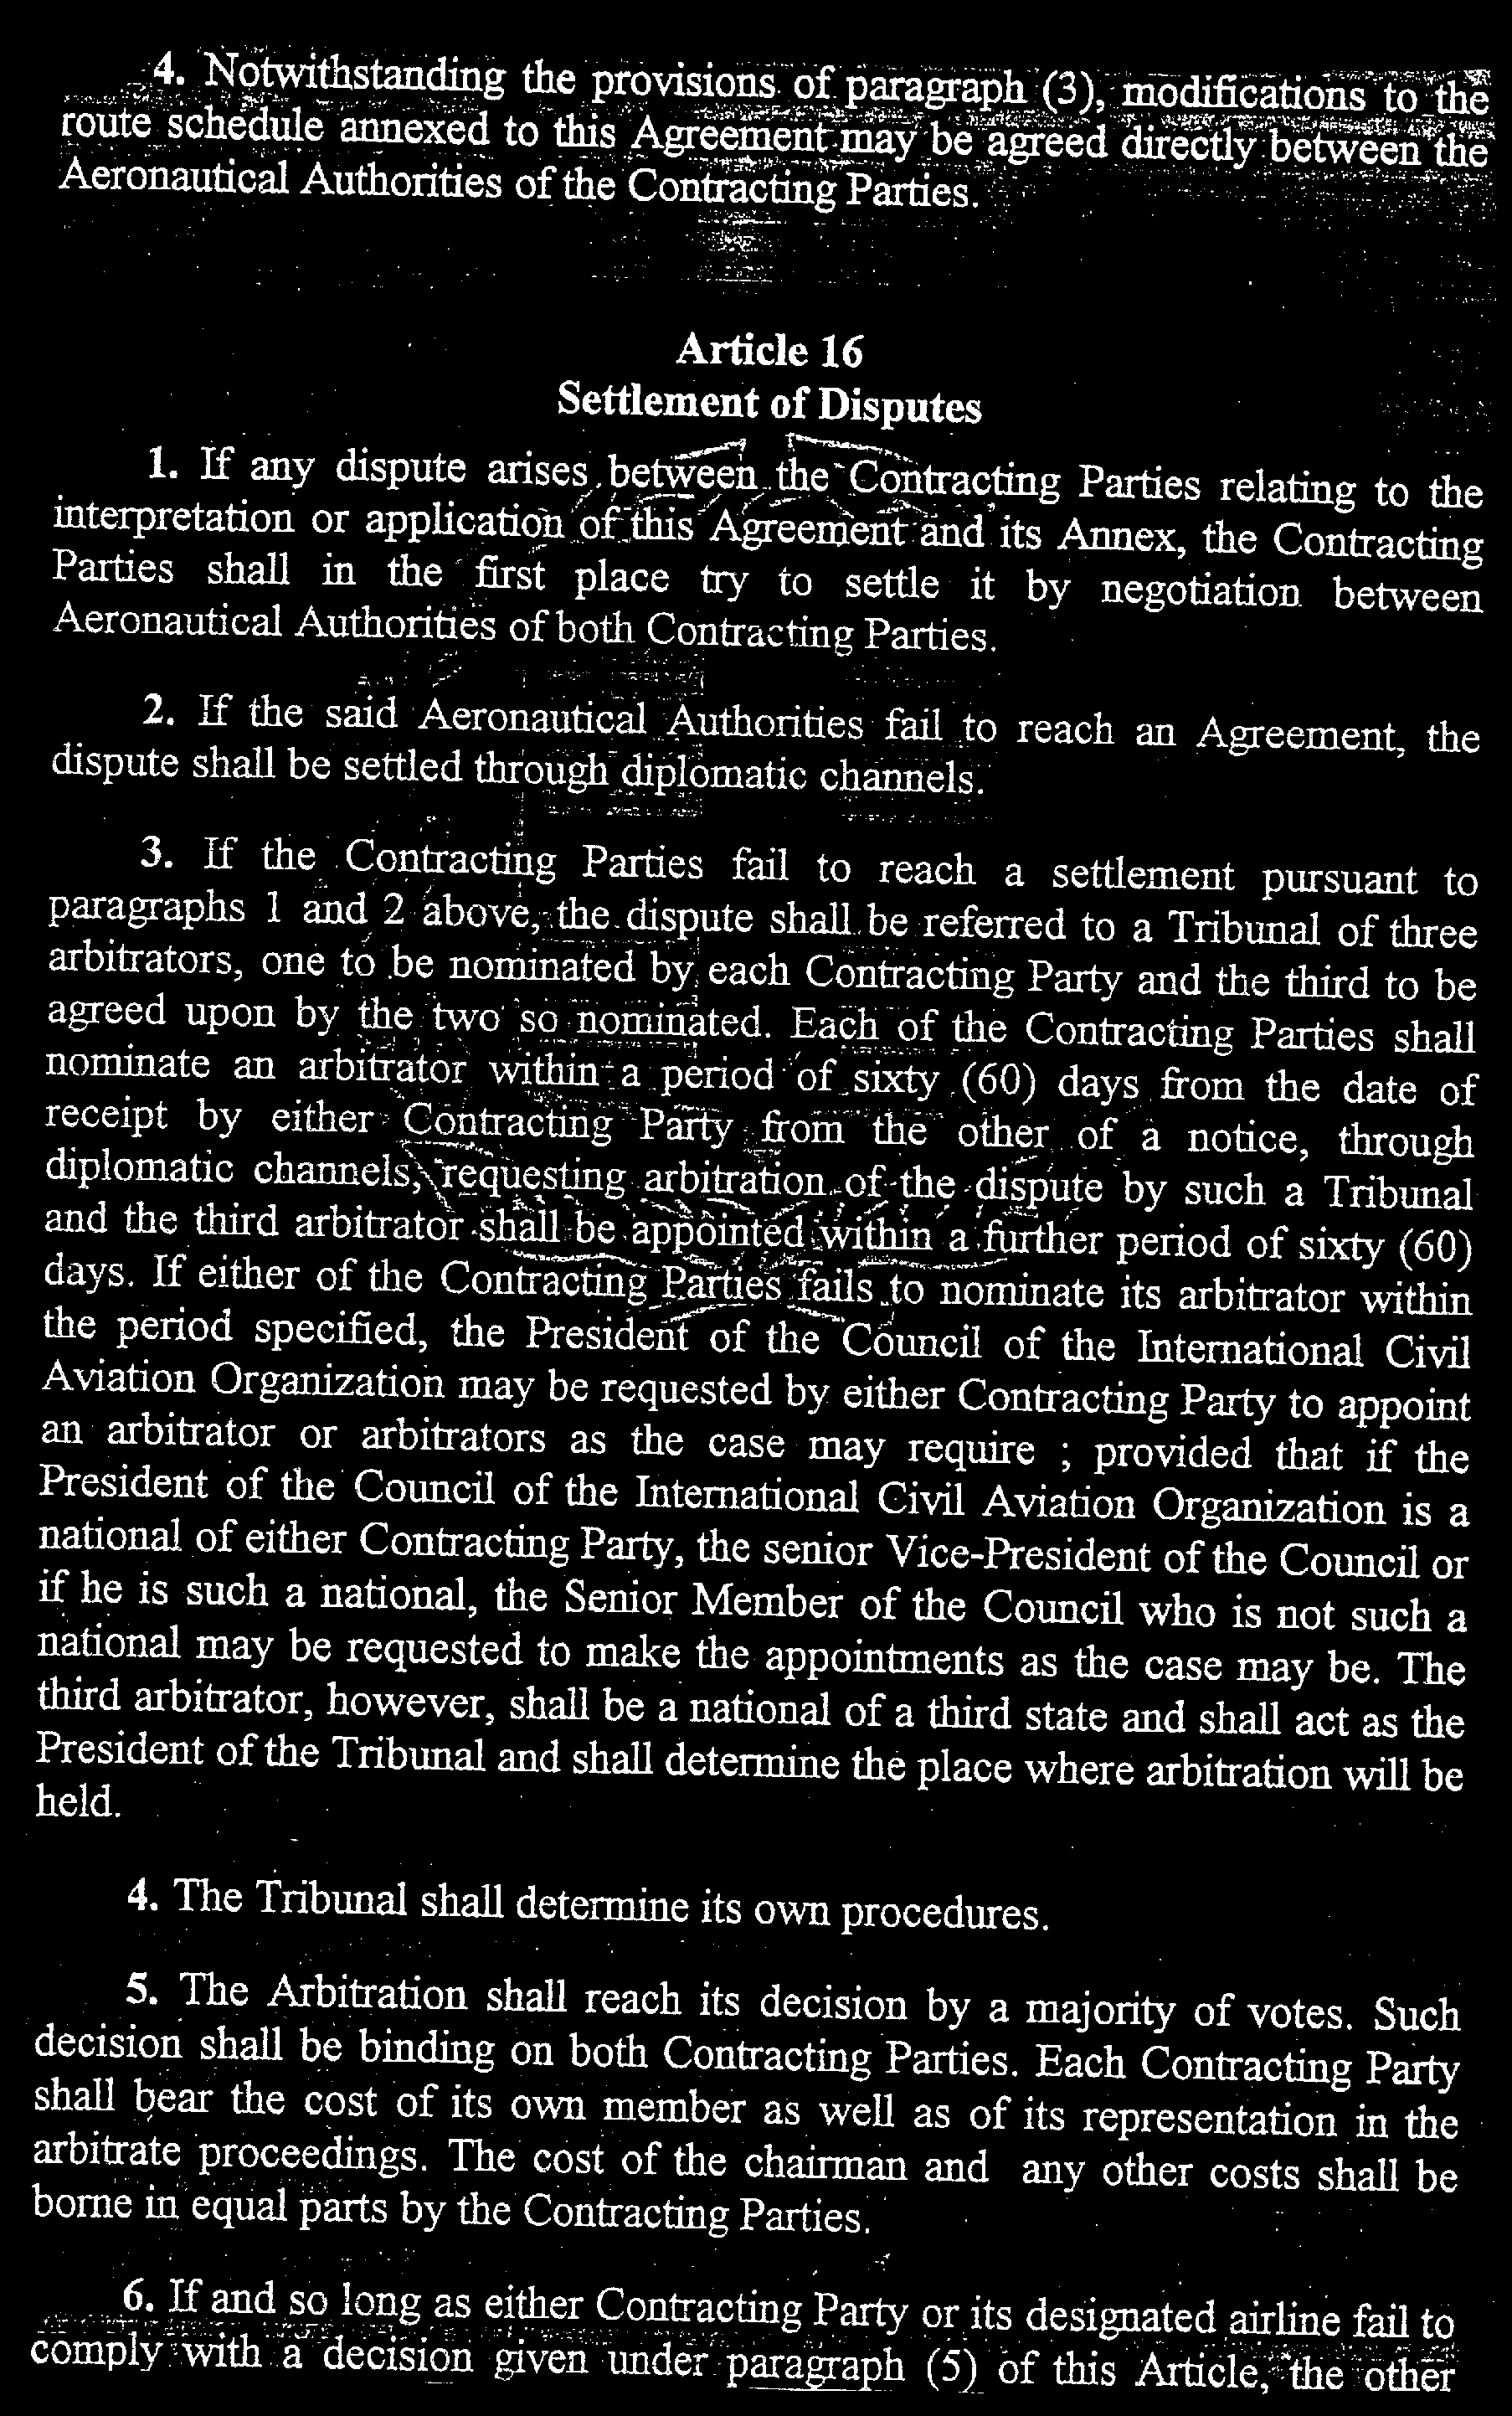 4. Notwithstanding the provisions of paragraph (3), modifications to the
route schedule annexed to this Agreement may be agreed directly between the
Aeronautical Authorities of the Contracting Parties.
Article 16
Settlement of Disputes
1. If any dispute arises between the Contracting Parties relating to the
interpretation or application of this Agreement and its Annex, the Contracting
Parties shall in the first place try to settle it by negotiation between
Aeronautical Authorities of both Contracting Parties.
2. If the said Aeronautical Authorities fail to reach an Agreement, the
dispute shall be settled through diplomatic channels.
3. If the Contracting Parties fail to reach a settlement pursuant to
paragraphs 1 and 2 above, the dispute shall be referred to a Tribunal of three
arbitrators, one to be nominated by each Contracting Party and the third to be
agreed upon by the two so nominated. Each of the Contracting Parties shall
nominate an arbitrator within a period of sixty (60) days from the date of
receipt by either Contracting Party from the other of a notice, through
diplomatic channels, requesting arbitration of the dispute by such a Tribunal
and the third arbitrator shall be appointed within a further period of sixty (60)
days. If either of the Contracting Parties fails to nominate its arbitrator within
the period specified, the President of the Council of the International Civil
Aviation Organization may be requested by either Contracting Party to appoint
an arbitrator or arbitrators as the case may require ; provided that if the
President of the Council of the International Civil Aviation Organization is a
national of either Contracting Party, the senior Vice-President of the Council or
if he is such a national, the Senior Member of the Council who is not such a
national may be requested to make the appointments as the case may be. The
third arbitrator, however, shall be a national of a third state and shall act as the
President of the Tribunal and shall determine the place where arbitration will be
held.
4. The Tribunal shall determine its own procedures.
5. The Arbitration shall reach its decision by a majority of votes. Such
decision shall be binding on both Contracting Parties. Each Contracting Party
shall bear the cost of its own member as well as of its representation in the
arbitrate proceedings. The cost of the chairman and any other costs shall be
borne in equal parts by the Contracting Parties.
6. If and so long as either Contracting Party or its designated airline fail to
comply with a decision given under paragraph (5) of this Article, the other